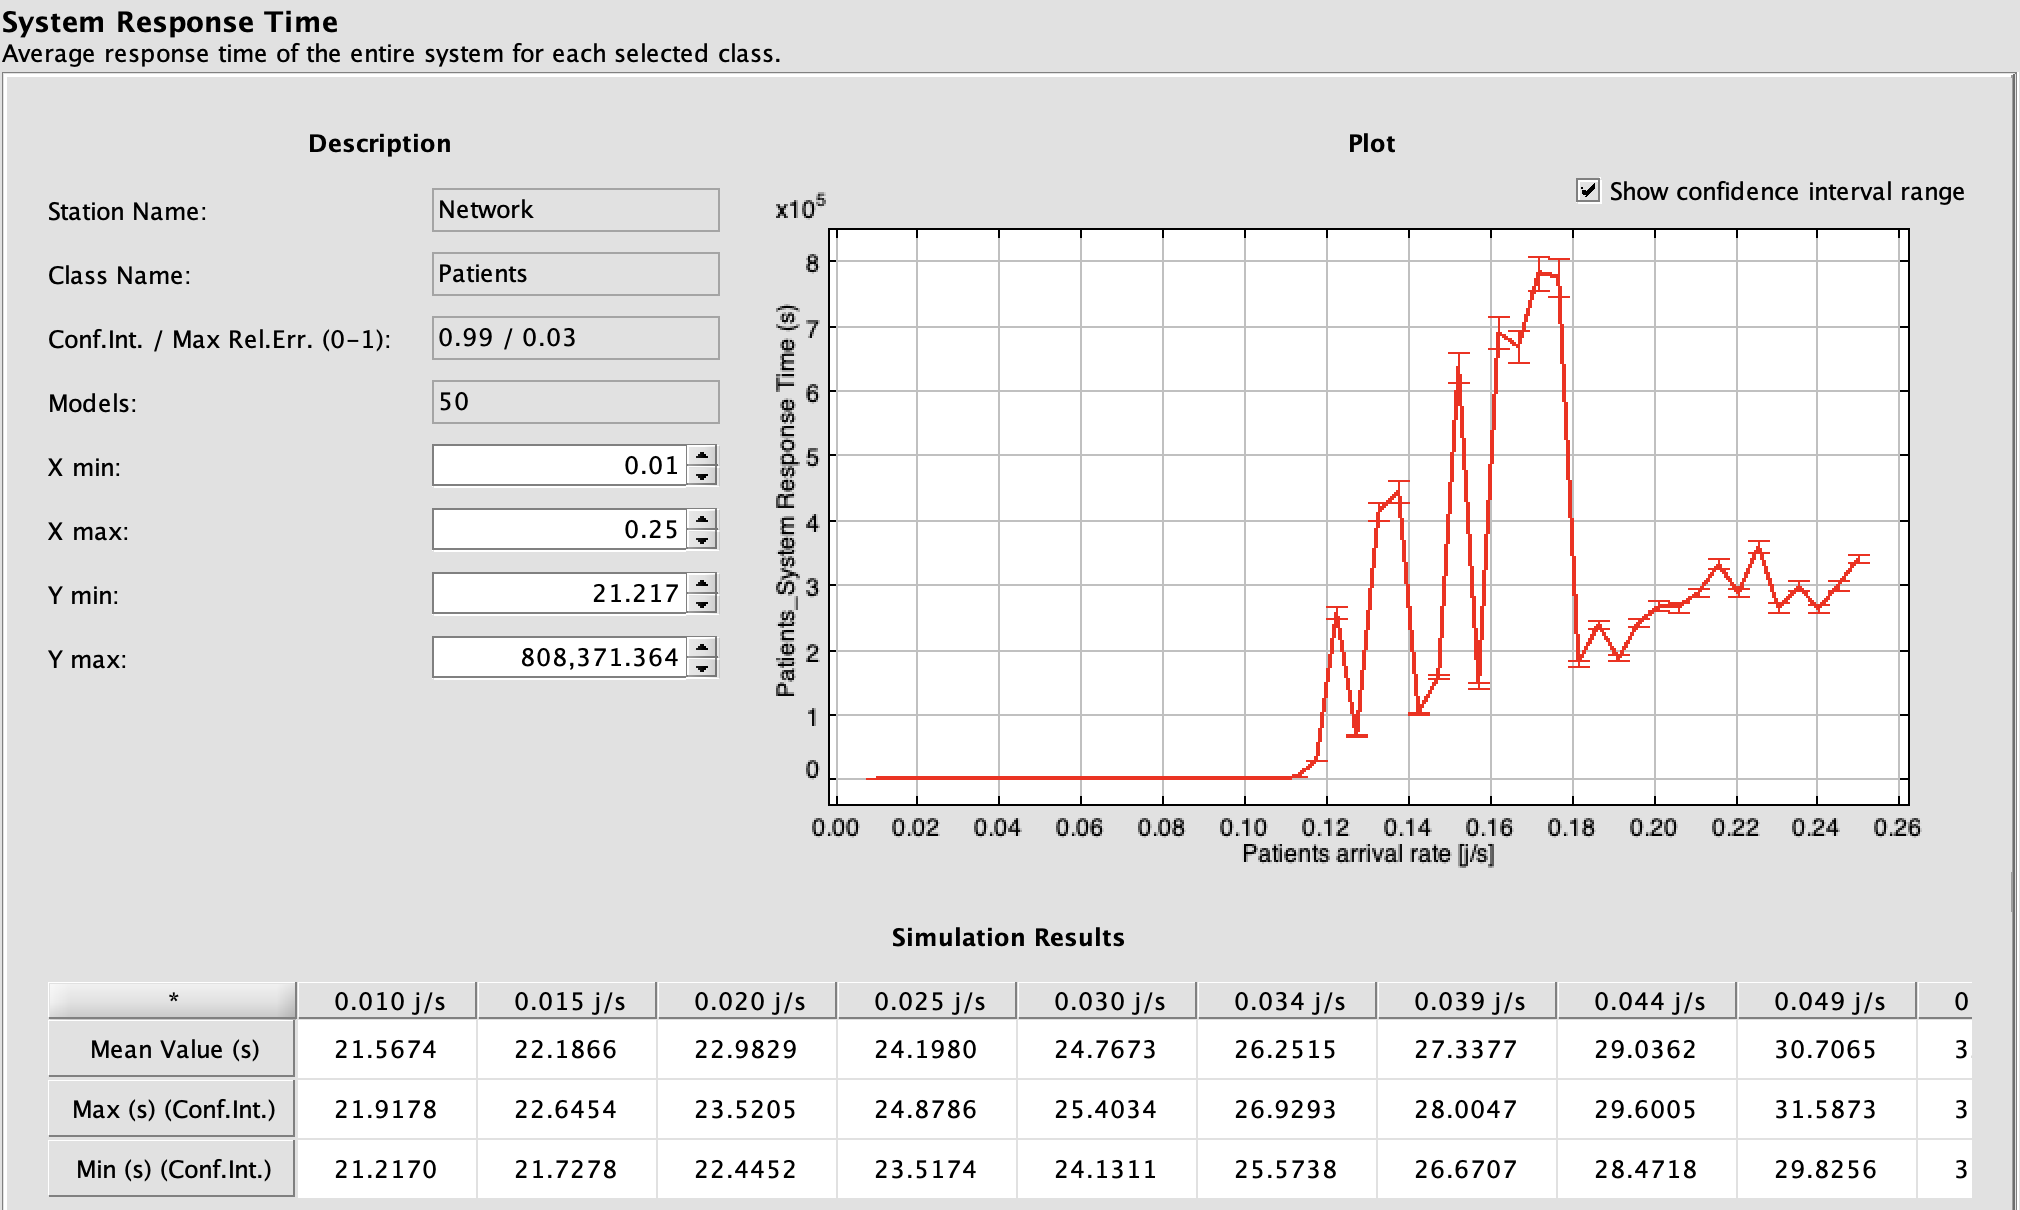 System Response Time
Average response time of the entire system for each selected class.
Description
Station Name: Network
Class Name: Patients
Conf.Int. / Max Rel.Err. (0-1): 0.99 / 0.03
Models: 50
X min: 0.01
X max: 0.25
Y min: 21.217
Y max: 808,371.364
Plot
Show confidence interval range
x10⁵
Patients_System Response Time (s)
8
7
6
5
4
3
2
1
0
0.00 0.02 0.04 0.06 0.08 0.10 0.12 0.14 0.16 0.18 0.20 0.22 0.24 0.26
Patients arrival rate [j/s]
Simulation Results
* 0.010 j/s 0.015 j/s 0.020 j/s 0.025 j/s 0.030 j/s 0.034 j/s 0.039 j/s 0.044 j/s 0.049 j/s 0
Mean Value (s) 21.5674 22.1866 22.9829 24.1980 24.7673 26.2515 27.3377 29.0362 30.7065 3
Max (s) (Conf.Int.) 21.9178 22.6454 23.5205 24.8786 25.4034 26.9293 28.0047 29.6005 31.5873 3
Min (s) (Conf.Int.) 21.2170 21.7278 22.4452 23.5174 24.1311 25.5738 26.6707 28.4718 29.8256 3